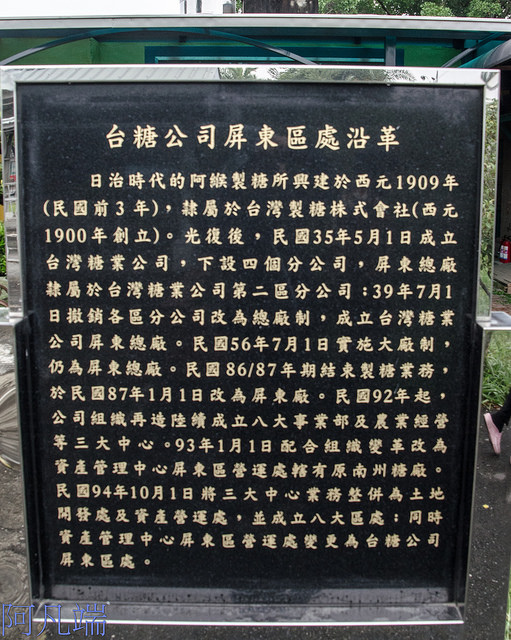 台糖公司屏東區處沿革
日治時代的阿緱製糖所興建於西元1909年
(民國前3年)，隸屬於台灣製糖株式會社(西元
1900年創立)。光復後，民國35年5月1日成立
台灣糖業公司，下設四個分公司，屏東總廠
隸屬於台灣糖業公司第二區分公司；39年7月1
日撤銷各區分公司改為總廠制，成立台灣糖業
公司屏東總廠。民國56年7月1日實施大廠制，
仍為屏東總廠。民國86/87年期結束製糖業務，
於民國87年1月1日改為屏東廠。民國92年起，
公司組織再造陸續成立八大事業部及農業經營
等三大中心。93年1月1日配合組織變革改為
資產管理中心屏東區營運處轄有原南州糖廠。
民國94年10月1日將三大中心業務整併為土地
開發處及資產營運處，並成立八大區處；同時
資產管理中心屏東區營運處變更為台糖公司
屏東區處。
阿凡端